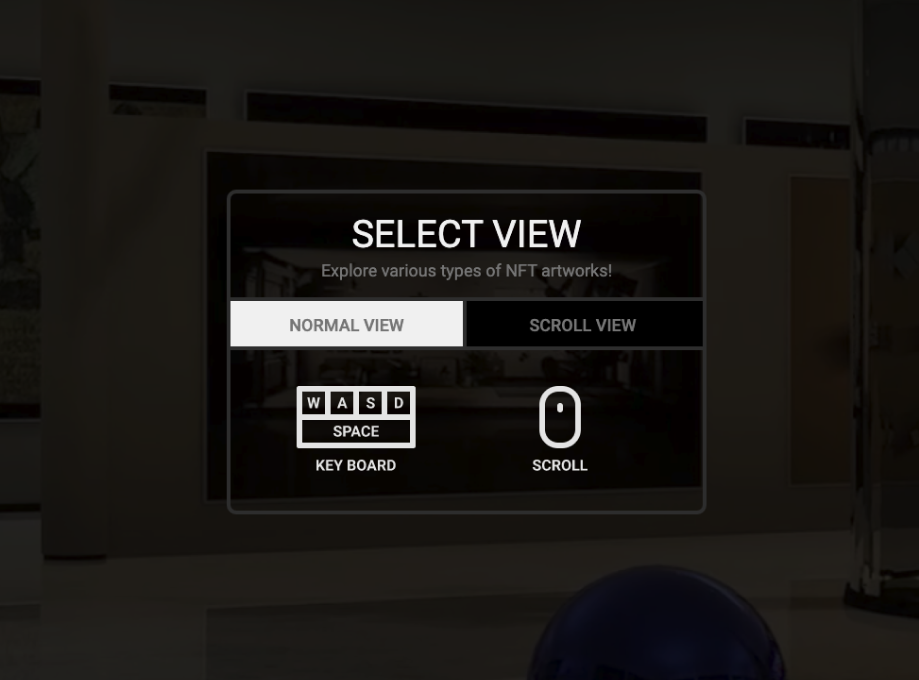 SELECT VIEW
Explore various types of NFT artworks!
NORMAL VIEW
SCROLL VIEW
W A S D
SPACE
KEY BOARD
SCROLL